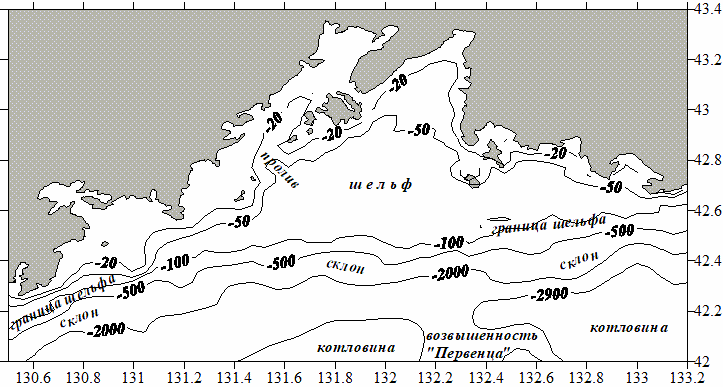 43.4
43.2
-20
43
-20
-20
-50
42.8
-20
пролив
шельф
-50
42.6
-50
граница шельфа
-500
-100
42.4
-20
-100
-500
склон
-2000
склон
граница шельфа
-500
-2900
42.2
склон
-2000
возвышенность
"Первенца"
котловина
котловина
42
130.6 130.8 131 131.2 131.4 131.6 131.8 132 132.2 132.4 132.6 132.8 133 133.2